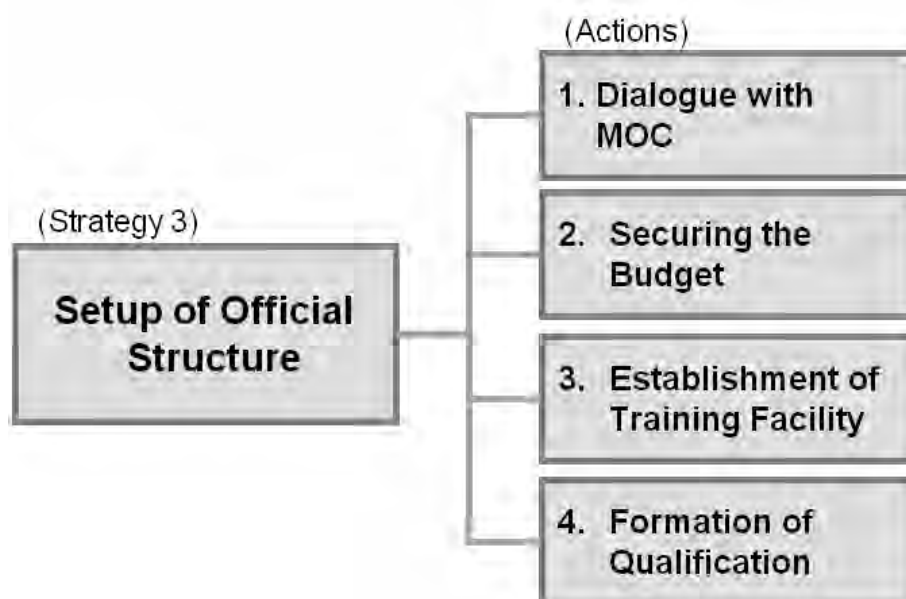 (Actions)
1. Dialogue with
MOC
(Strategy 3)
2. Securing the
Budget
Setup of Official
Structure
3. Establishment of
Training Facility
4. Formation of
Qualification